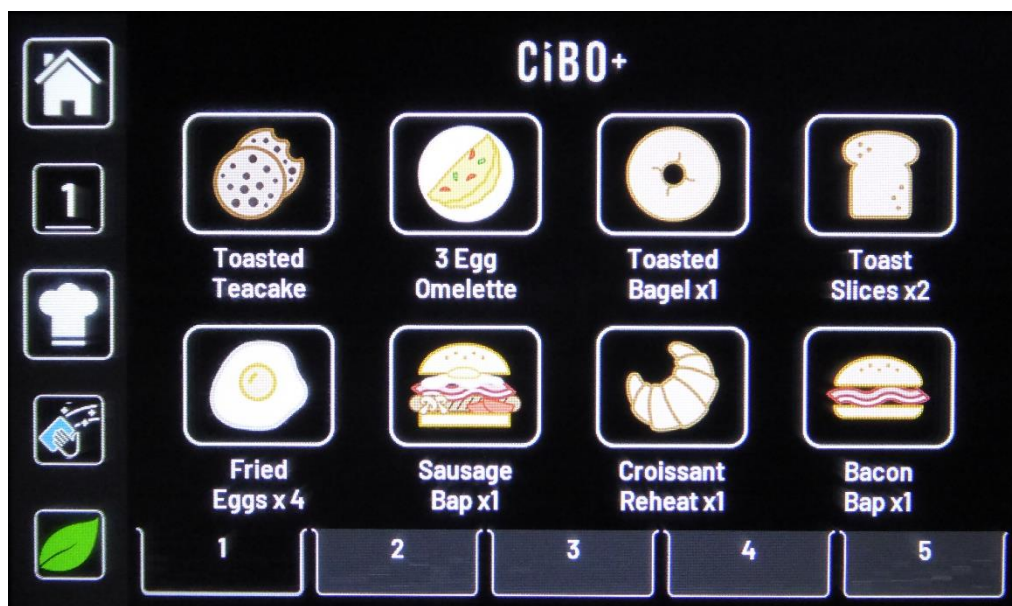 CiBO+
1
Toasted
Teacake
3 Egg
Omelette
Toasted
Bagel x1
Toast
Slices x2
Fried
Eggs x 4
Sausage
Bap x1
Croissant
Reheat x1
Bacon
Bap x1
1
2
3
4
5